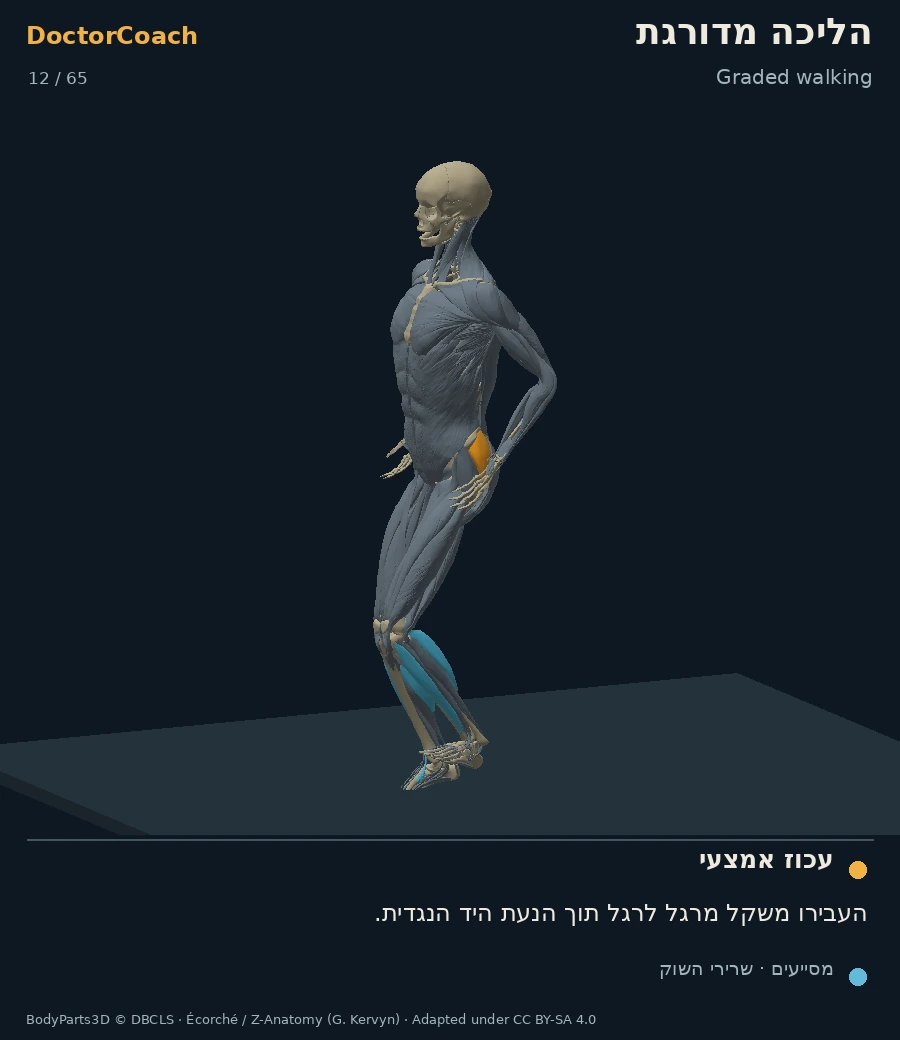 DoctorCoach
הליכה מדורגת
12 / 65
Graded walking
עכוז אמצעי
העבירו משקל מרגל לרגל תוך הנעת היד הנגדית.
מסייעים · שרירי השוק
BodyParts3D © DBCLS · Écorché / Z-Anatomy (G. Kervyn) · Adapted under CC BY-SA 4.0